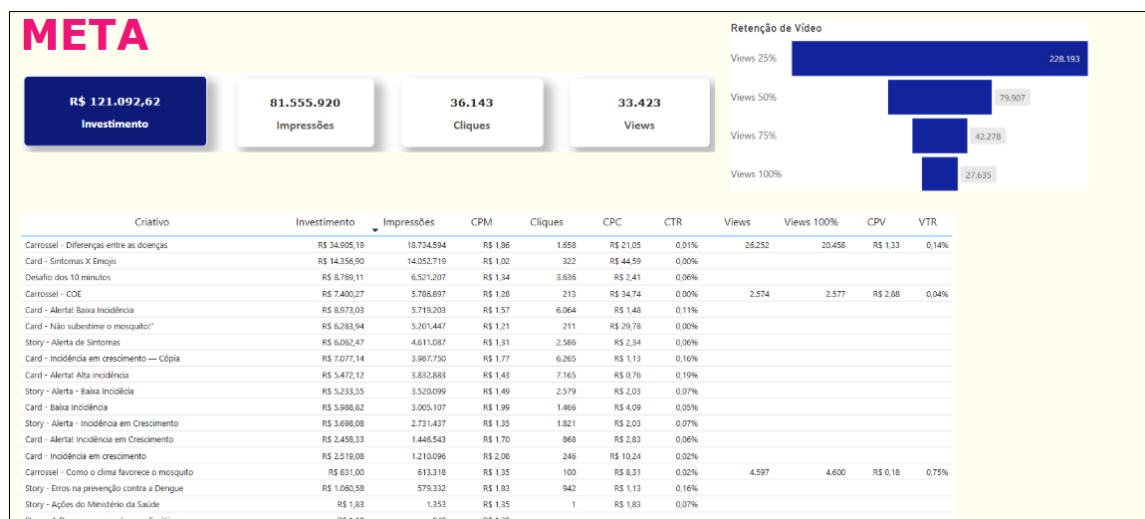 META
R$ 121.092,62
Investimento
81.555.920
Impressões
36.143
Cliques
33.423
Views
Retenção de Vídeo
Views 25%
228.193
Views 50%
79.907
Views 75%
42.278
Views 100%
27.635
Criativo Investimento Impressões CPM Cliques CPC CTR Views Views 100% CPV VTR
Carrossel - Diferenças entre as doenças R$ 34.905,19 18.734.594 R$ 1,86 1.658 R$ 21,05 0,01% 26.252 20.458 R$ 1,33 0,14%
Card - Sintomas X Emojis R$ 14.356,90 14.052.719 R$ 1,02 322 R$ 44,59 0,00%
Desafio dos 10 minutos R$ 8.769,11 6.521.207 R$ 1,34 3.636 R$ 2,41 0,06%
Carrossel - COE R$ 7.400,27 5.786.897 R$ 1,28 213 R$ 34,74 0,00% 2.574 2.577 R$ 2,88 0,04%
Card - Alerta! Baixa Incidência R$ 8.973,03 5.719.203 R$ 1,57 6.064 R$ 1,48 0,11%
Card - Não subestime o mosquito!" R$ 6.283,94 5.201.447 R$ 1,21 211 R$ 29,78 0,00%
Story - Alerta de Sintomas R$ 6.062,47 4.611.087 R$ 1,31 2.586 R$ 2,34 0,06%
Card - Incidência em crescimento — Cópia R$ 7.077,14 3.987.750 R$ 1,77 6.265 R$ 1,13 0,16%
Card - Alerta! Alta incidência R$ 5.472,12 3.832.883 R$ 1,43 7.165 R$ 0,76 0,19%
Story - Alerta - Baixa Incidêcia R$ 5.233,55 3.520.099 R$ 1,49 2.579 R$ 2,03 0,07%
Card - Baixa Incidência R$ 5.988,82 3.005.107 R$ 1,99 1.466 R$ 4,09 0,05%
Story - Alerta - Incidência em Crescimento R$ 3.698,08 2.731.437 R$ 1,35 1.821 R$ 2,03 0,07%
Card - Alerta! Incidência em Crescimento R$ 2.458,33 1.446.543 R$ 1,70 868 R$ 2,83 0,06%
Card - Incidência em crescimento R$ 2.519,08 1.210.096 R$ 2,08 246 R$ 10,24 0,02%
Carrossel - Como o clima favorece o mosquito R$ 831,00 613.318 R$ 1,35 100 R$ 8,31 0,02% 4.597 4.600 R$ 0,18 0,75%
Story - Erros na prevenção contra a Dengue R$ 1.060,58 579.332 R$ 1,83 942 R$ 1,13 0,16%
Story - Ações do Ministério da Saúde R$ 1,83 1.353 R$ 1,35 1 R$ 1,83 0,07%